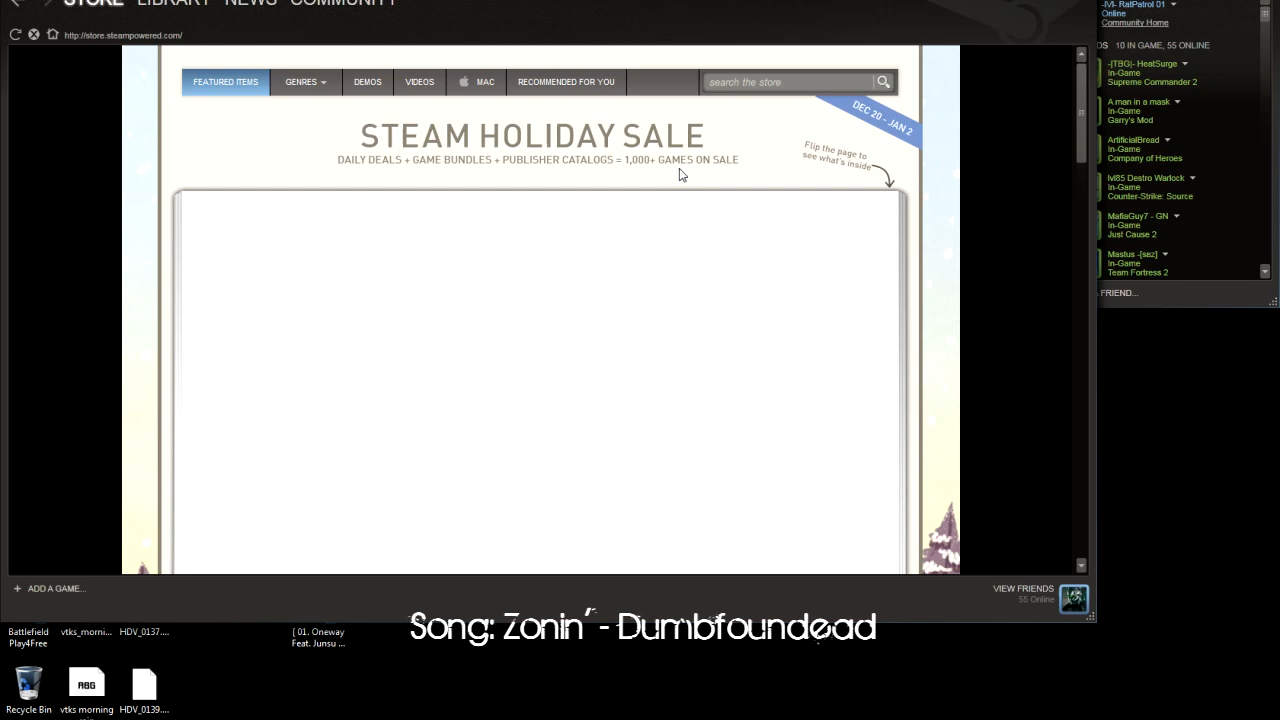 STORE LIBRARY NEWS COMMUNITY
http://store.steampowered.com/
FEATURED ITEMS GENRES DEMOS VIDEOS MAC RECOMMENDED FOR YOU search the store
DEC 20 - JAN 2
STEAM HOLIDAY SALE
DAILY DEALS + GAME BUNDLES + PUBLISHER CATALOGS = 1,000+ GAMES ON SALE
Flip the page to
see what's inside
-IVI- RatPatrol 01
Online
Community Home
DS 10 IN GAME, 55 ONLINE
-|TBG|- HeatSurge
In-Game
Supreme Commander 2
A man in a mask
In-Game
Garry's Mod
ArtificialBread
In-Game
Company of Heroes
lvl85 Destro Warlock
In-Game
Counter-Strike: Source
MafiaGuy7 - GN
In-Game
Just Cause 2
Mastus -[sɐz]
In-Game
Team Fortress 2
A FRIEND...
+ ADD A GAME...
VIEW FRIENDS
55 Online
Song: Zonin' - Dumbfoundead
Battlefield
Play4Free
vtks_morni...
HDV_0137....
[ 01. Oneway
Feat. Junsu ...
ABG
Recycle Bin
vtks morning
HDV_0139....